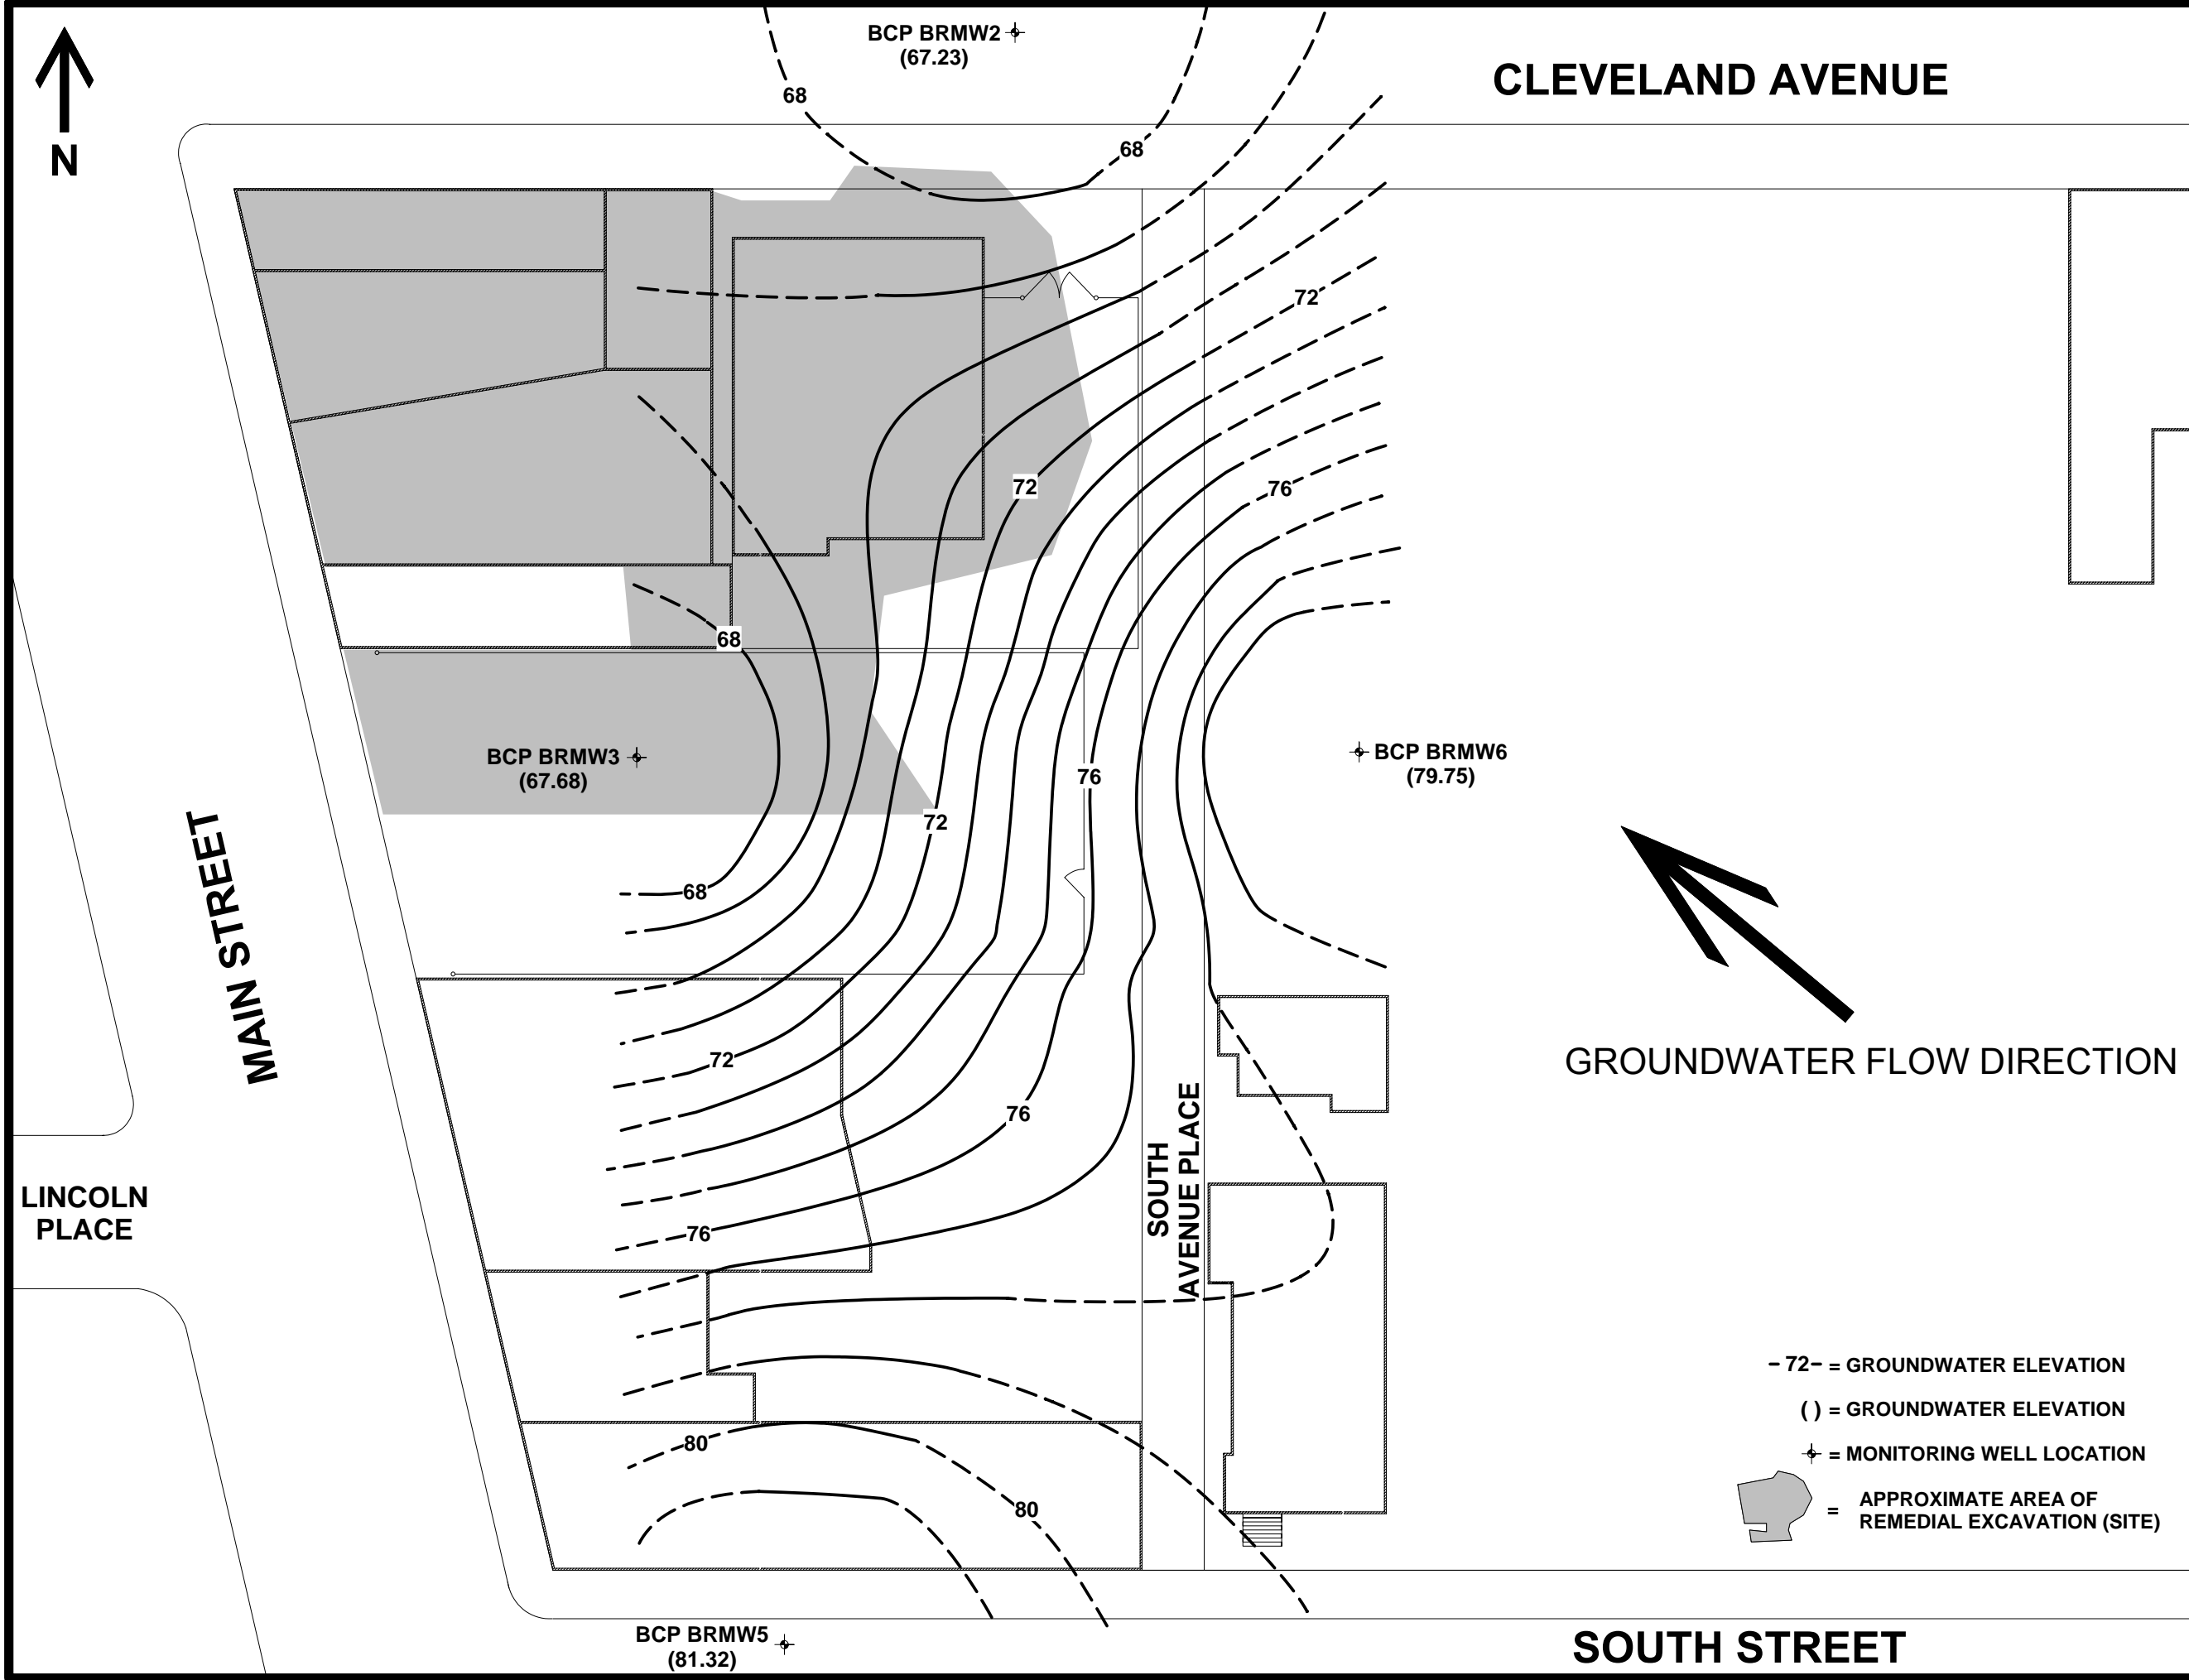 BCP BRMW2
(67.23)
CLEVELAND AVENUE
N
68
68
72
72
76
68
BCP BRMW3
(67.68)
BCP BRMW6
(79.75)
76
72
68
MAIN STREET
GROUNDWATER FLOW DIRECTION
72
76
SOUTH
AVENUE PLACE
LINCOLN
PLACE
76
-72- = GROUNDWATER ELEVATION
( ) = GROUNDWATER ELEVATION
= MONITORING WELL LOCATION
80
80
= APPROXIMATE AREA OF
REMEDIAL EXCAVATION (SITE)
BCP BRMW5
(81.32)
SOUTH STREET